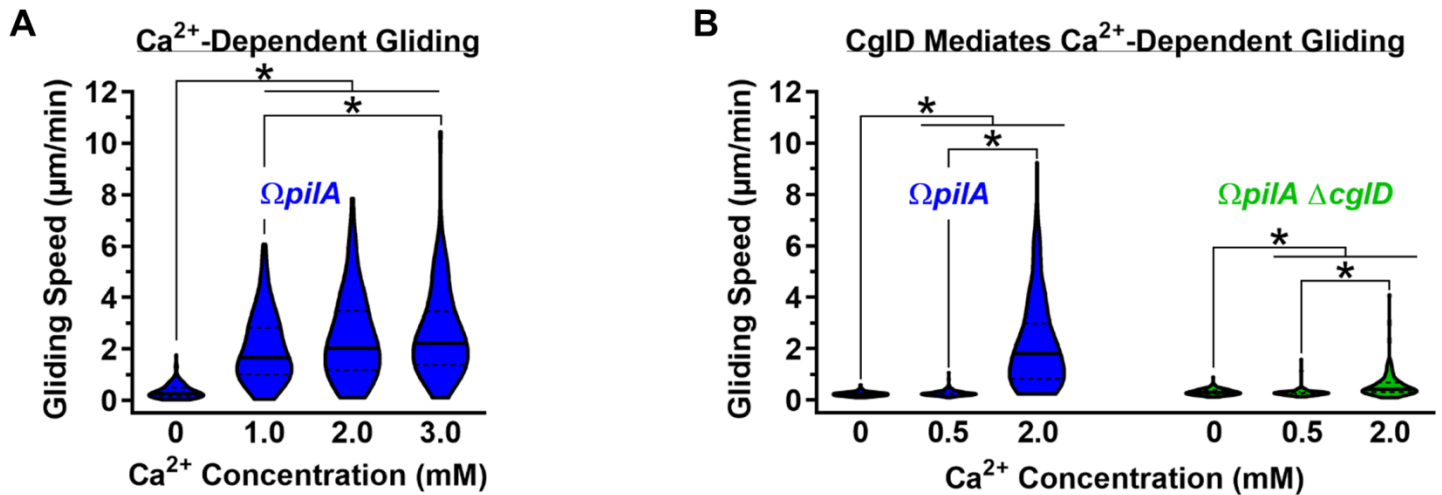 A
Ca²⁺-Dependent Gliding
*
*
ΩpilA
Gliding Speed (μm/min)
12
10
8
6
4
2
0
0 1.0 2.0 3.0
Ca²⁺ Concentration (mM)
B
CglD Mediates Ca²⁺-Dependent Gliding
*
*
ΩpilA
ΩpilA ΔcglD
*
*
Gliding Speed (μm/min)
12
10
8
6
4
2
0
0 0.5 2.0 0 0.5 2.0
Ca²⁺ Concentration (mM)